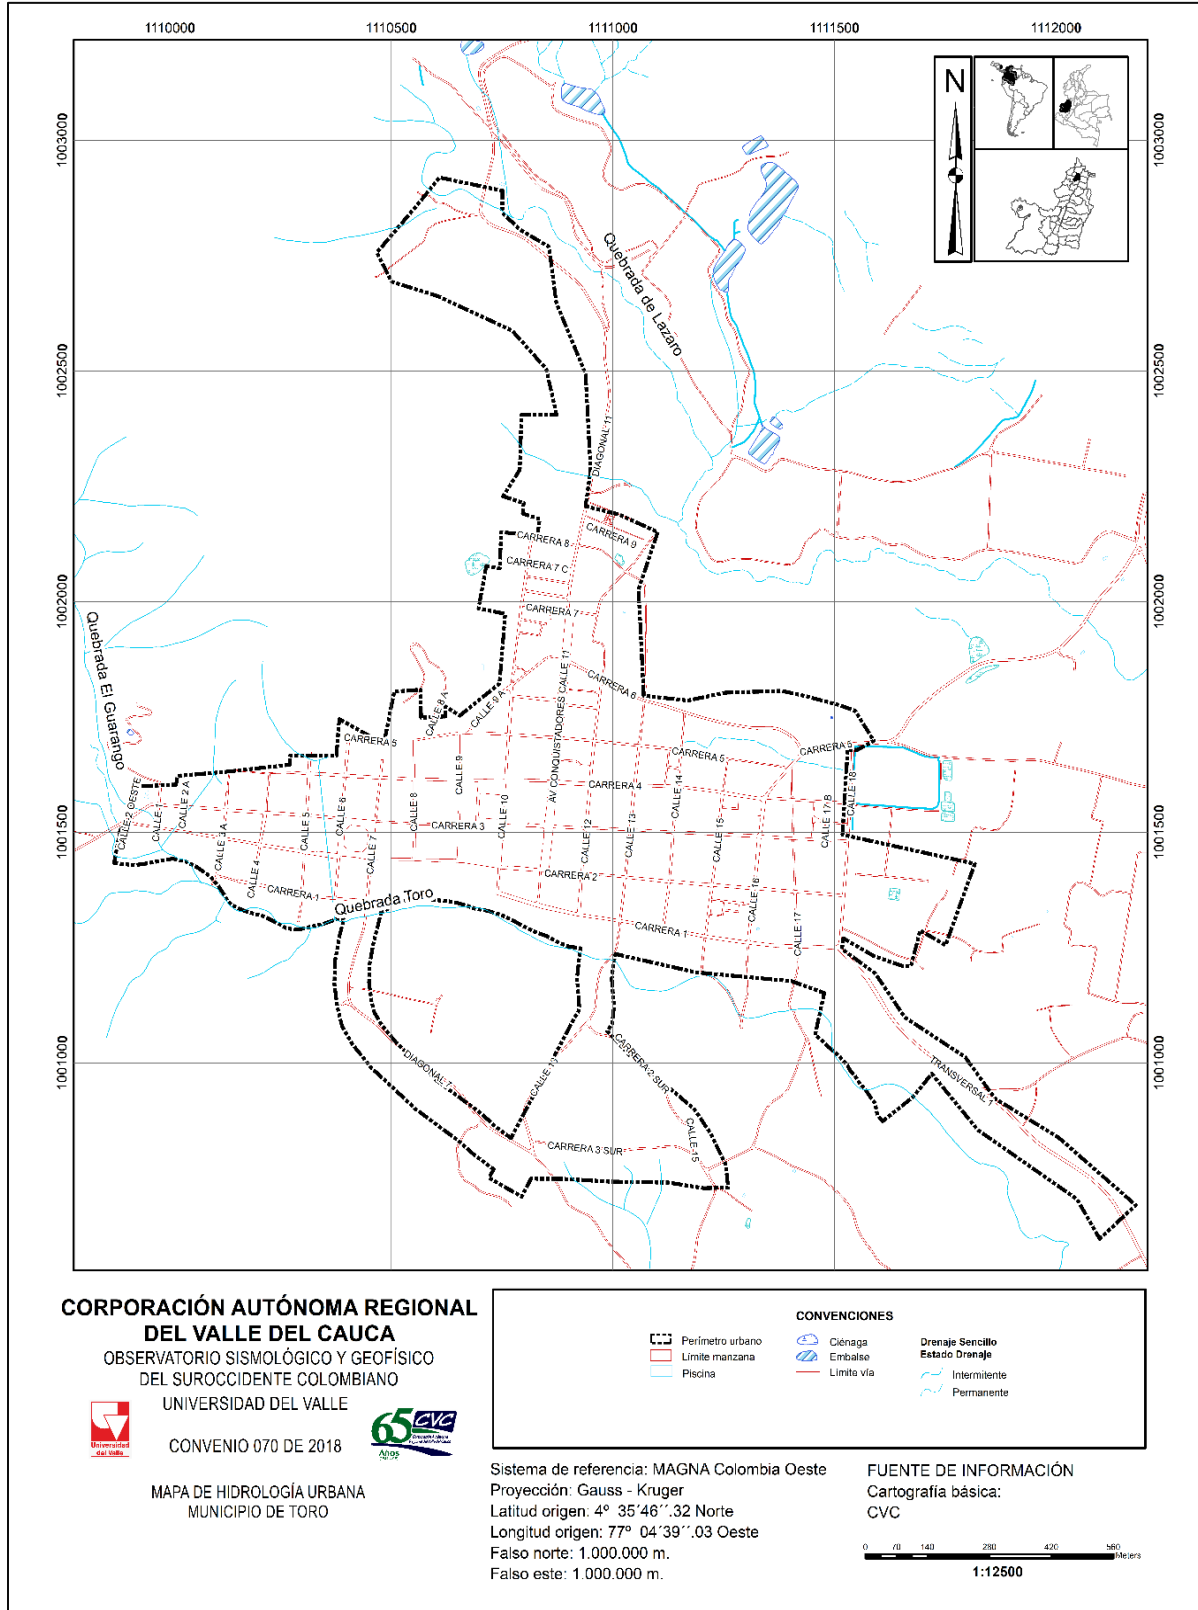 1110000
1110500
1111000
1111500
1112000
1003000
1003000
N
Quebrada de Lazaro
1002500
1002500
DIAGONAL 11
CARRERA 8
CARRERA 9
CARRERA 7 C
CARRERA 7
1002000
1002000
Quebrada El Guarango
CARRERA 6
CALLE 8 A
CALLE 9 A
AV CONQUISTADORES CALLE 11
CARRERA 5
CARRERA 5
CARRERA 5
CALLE 9
CARRERA 4
CALLE 14
CALLE 18
CALLE 2 OESTE
CALLE 1
CALLE 2 A
CALLE 5
CALLE 6
CALLE 8
CALLE 10
CALLE 12
CALLE 13
CALLE 15
CALLE 17 B
1001500
1001500
CARRERA 3
CALLE 4
CALLE 7
CARRERA 2
CALLE 16
CARRERA 1
Quebrada Toro
CARRERA 1
CALLE 17
1001000
1001000
DIAGONAL 7
CARRERA 2 SUR
TRANSVERSAL 1
CARRERA 3 SUR
CALLE 15
CORPORACIÓN AUTÓNOMA REGIONAL
DEL VALLE DEL CAUCA
OBSERVATORIO SISMOLÓGICO Y GEOFÍSICO
DEL SUROCCIDENTE COLOMBIANO
UNIVERSIDAD DEL VALLE
Universidad
del Valle
CONVENIO 070 DE 2018
65 CVC
Años
MAPA DE HIDROLOGÍA URBANA
MUNICIPIO DE TORO
CONVENCIONES
Perímetro urbano
Límite manzana
Piscina
Ciénaga
Embalse
Límite vía
Drenaje Sencillo
Estado Drenaje
Intermitente
Permanente
Sistema de referencia: MAGNA Colombia Oeste
Proyección: Gauss - Kruger
Latitud origen: 4º 35´46´´.32 Norte
Longitud origen: 77º 04´39´´.03 Oeste
Falso norte: 1.000.000 m.
Falso este: 1.000.000 m.
FUENTE DE INFORMACIÓN
Cartografía básica:
CVC
0 70 140 280 420 560
Meters
1:12500